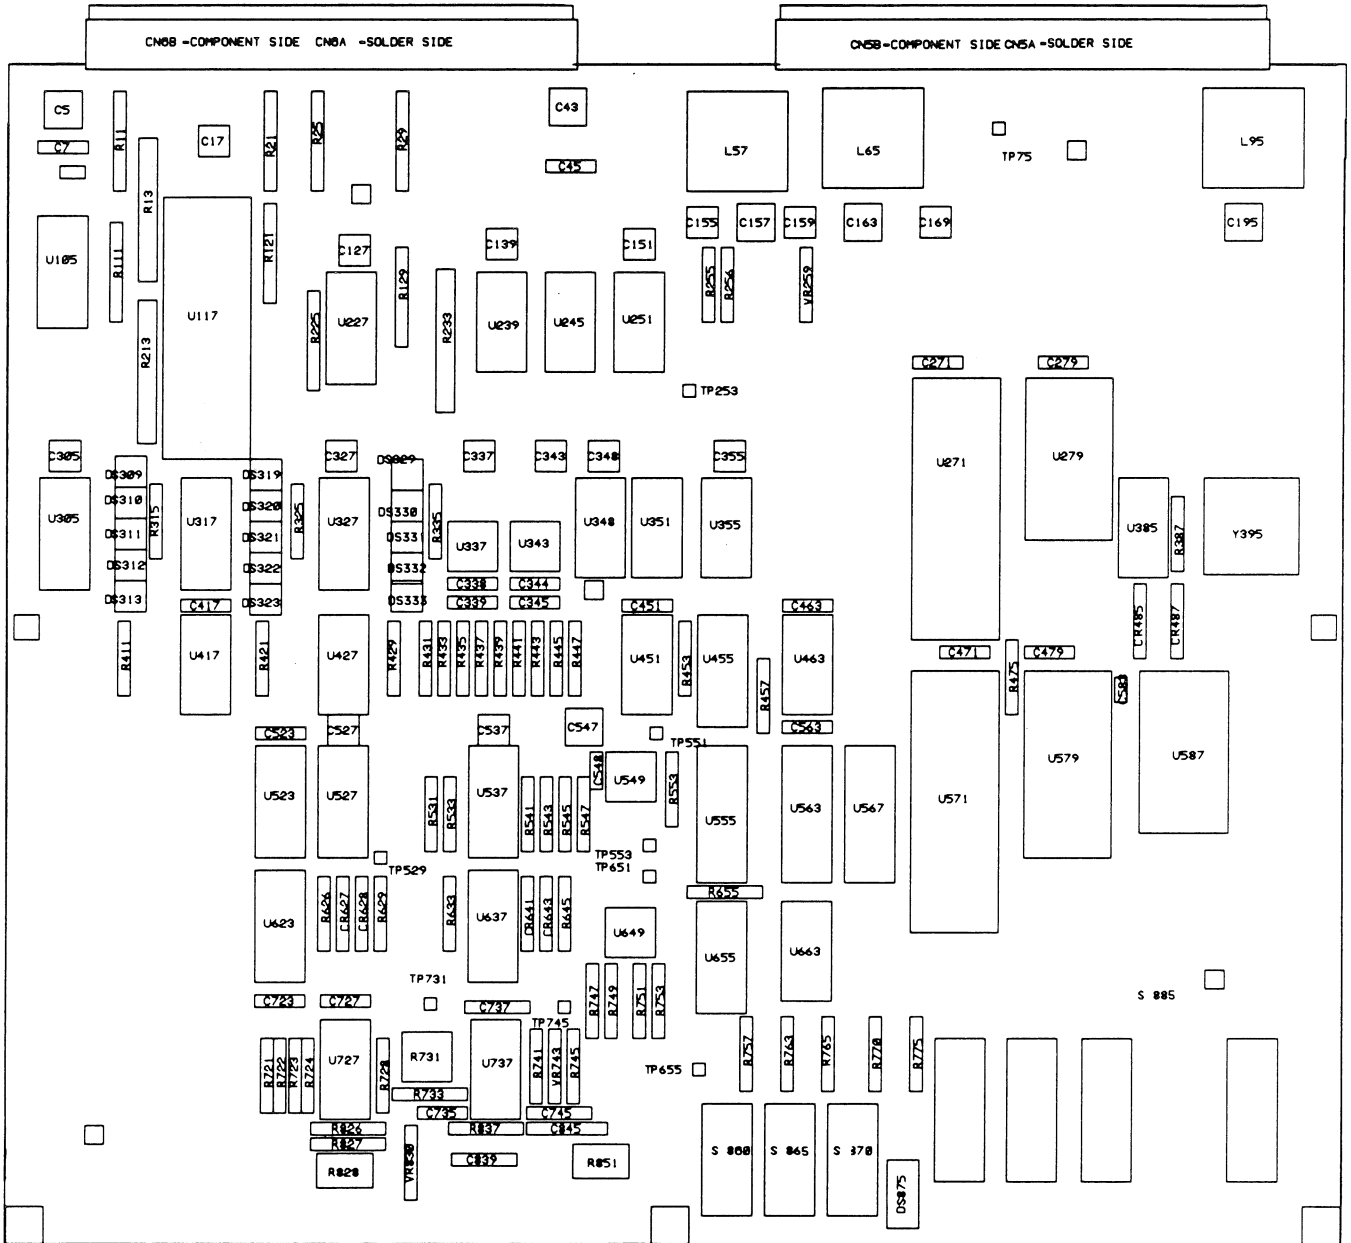 CN6B -COMPONENT SIDE CN6A -SOLDER SIDE
CN5B-COMPONENT SIDE CN5A -SOLDER SIDE
C5
C7
R11
C17
R21
R25
R29
C43
C45
L57
L65
TP75
L95
R13
U105
R111
U117
R121
C127
R129
C139
C151
C155
C157
C159
C163
C169
C195
R213
R225
U227
R233
U239
U245
U251
R255
R256
VR259
TP253
C271
C279
U271
U279
C305
DS309
DS310
DS311
DS312
DS313
U305
R315
U317
DS319
DS320
DS321
DS322
DS323
R325
C327
U327
DS329
DS330
DS331
DS332
DS333
R335
C337
U337
C338
C339
C343
U343
C344
C345
C348
U348
U351
C355
U355
U385
R387
Y395
R411
C417
U417
R421
U427
R429
R431
R433
R435
R437
R439
R441
R443
R445
R447
C451
U451
R453
U455
R457
C463
U463
C471
R475
C479
CR485
CR487
C523
U523
C527
U527
R531
R533
C537
U537
R541
R543
R545
R547
C547
C548
U549
TP551
R553
U555
C563
U563
U567
U571
U579
C583
U587
TP529
TP553
TP651
U623
R626
CR627
CR628
R629
R633
U637
CR641
CR643
R645
U649
R655
U655
U663
TP731
C723
C727
C737
TP745
R747
R749
R751
R753
TP655
R721
R722
R723
R724
U727
R728
R731
R733
C735
U737
R741
VR743
R745
C745
R757
R763
R765
R770
R775
S 885
R826
R827
R828
VR830
R837
C839
C845
R851
S 860
S 865
S 870
DS875